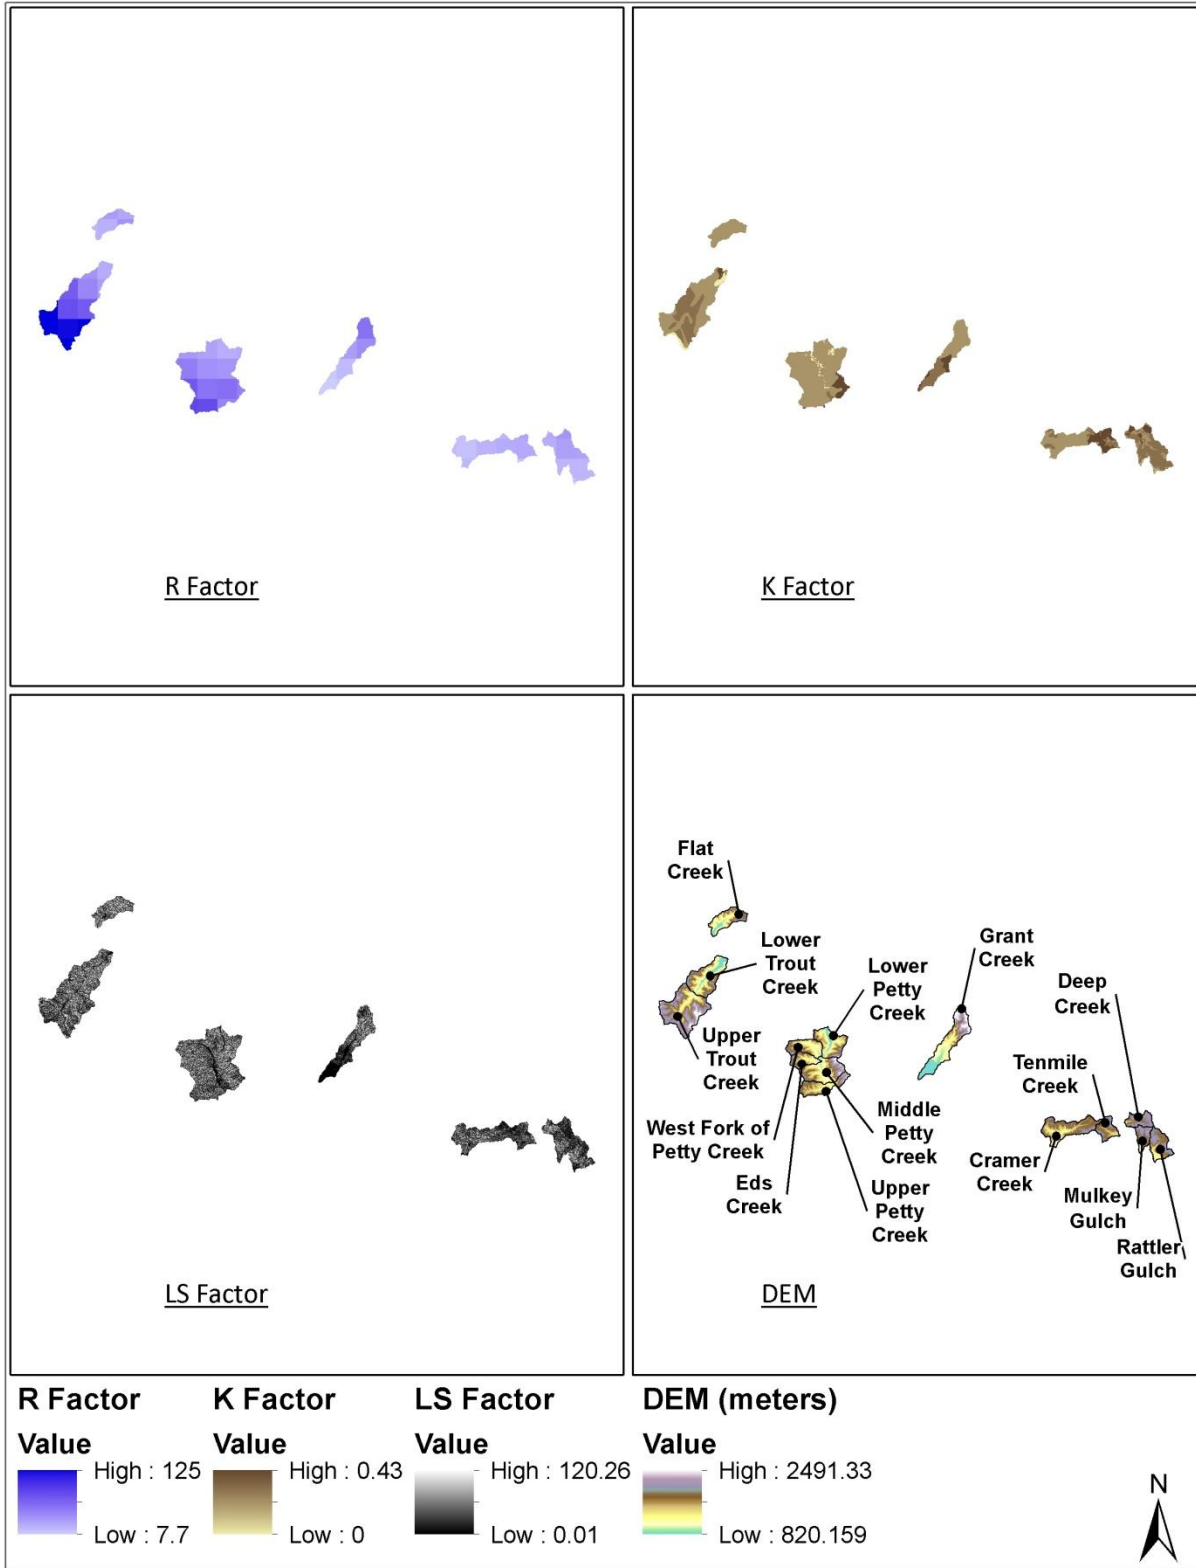 R Factor
K Factor
LS Factor
Flat
Creek
Lower
Trout
Creek
Upper
Trout
Creek
Lower
Petty
Creek
West Fork of
Petty Creek
Eds
Creek
Middle
Petty
Creek
Upper
Petty
Creek
Grant
Creek
Deep
Creek
Tenmile
Creek
Cramer
Creek
Mulkey
Gulch
Rattler
Gulch
DEM
R Factor
Value
High : 125
Low : 7.7
K Factor
Value
High : 0.43
Low : 0
LS Factor
Value
High : 120.26
Low : 0.01
DEM (meters)
Value
High : 2491.33
Low : 820.159
N